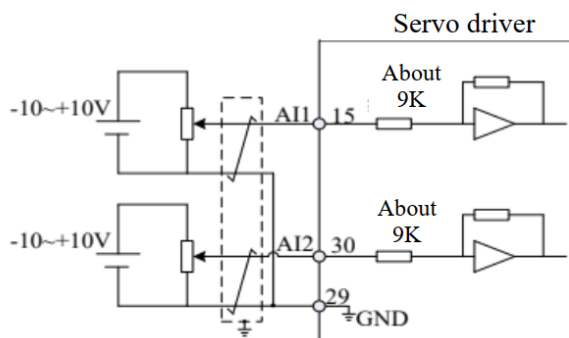 Servo driver
About
9K
-10~+10V
AI1
15
About
9K
-10~+10V
AI2
30
29
GND